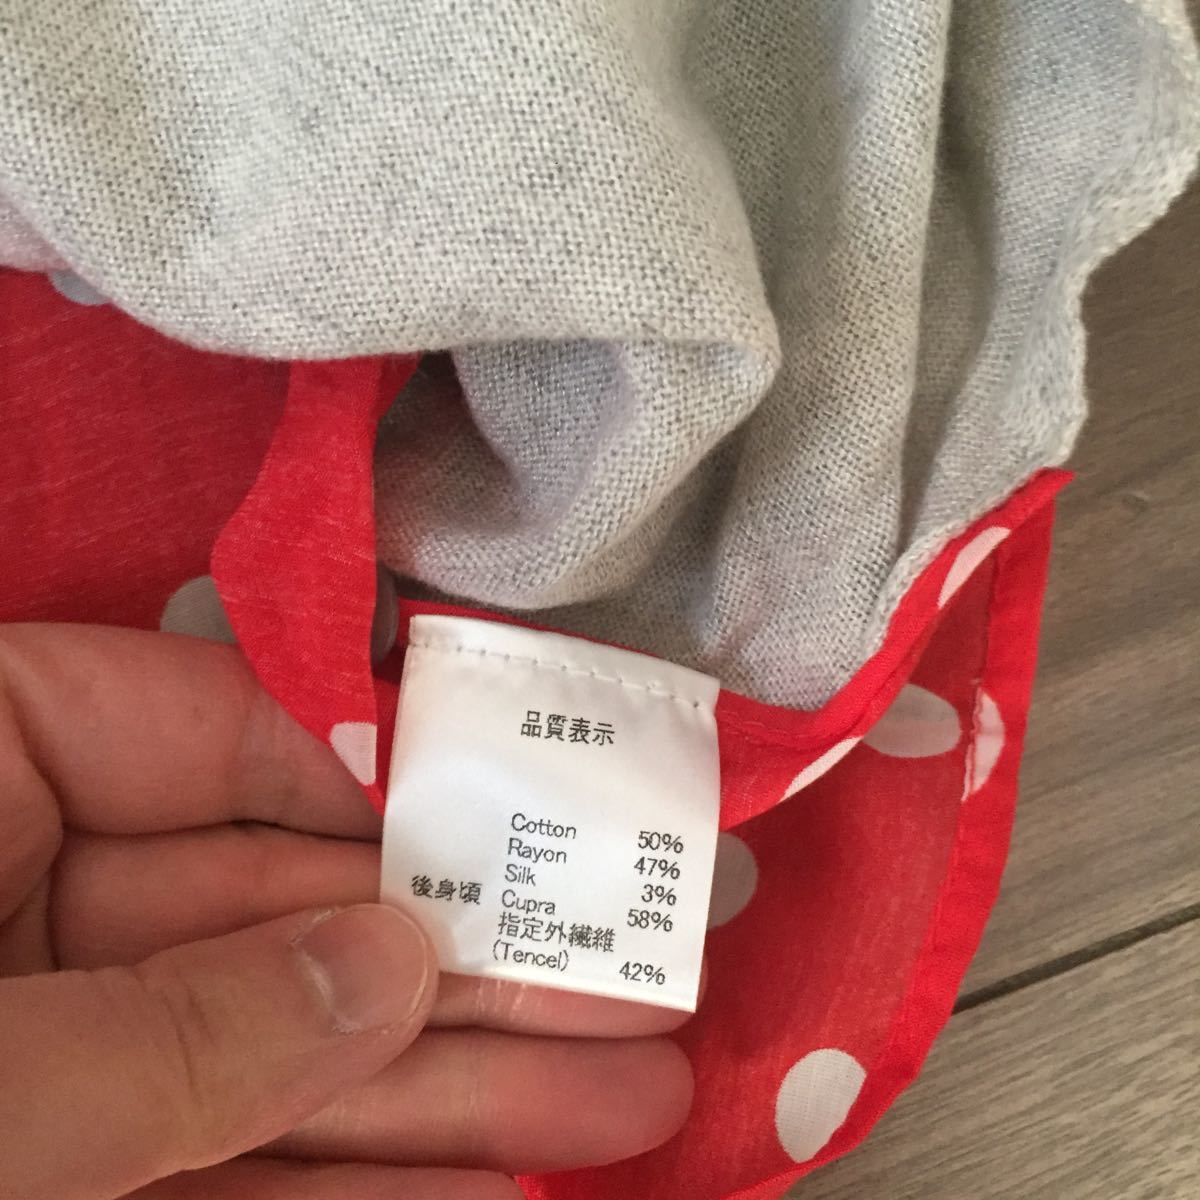 品質表示
Cotton 50%
Rayon 47%
Silk 3%
後身頃 Cupra 58%
指定外繊維
(Tencel) 42%